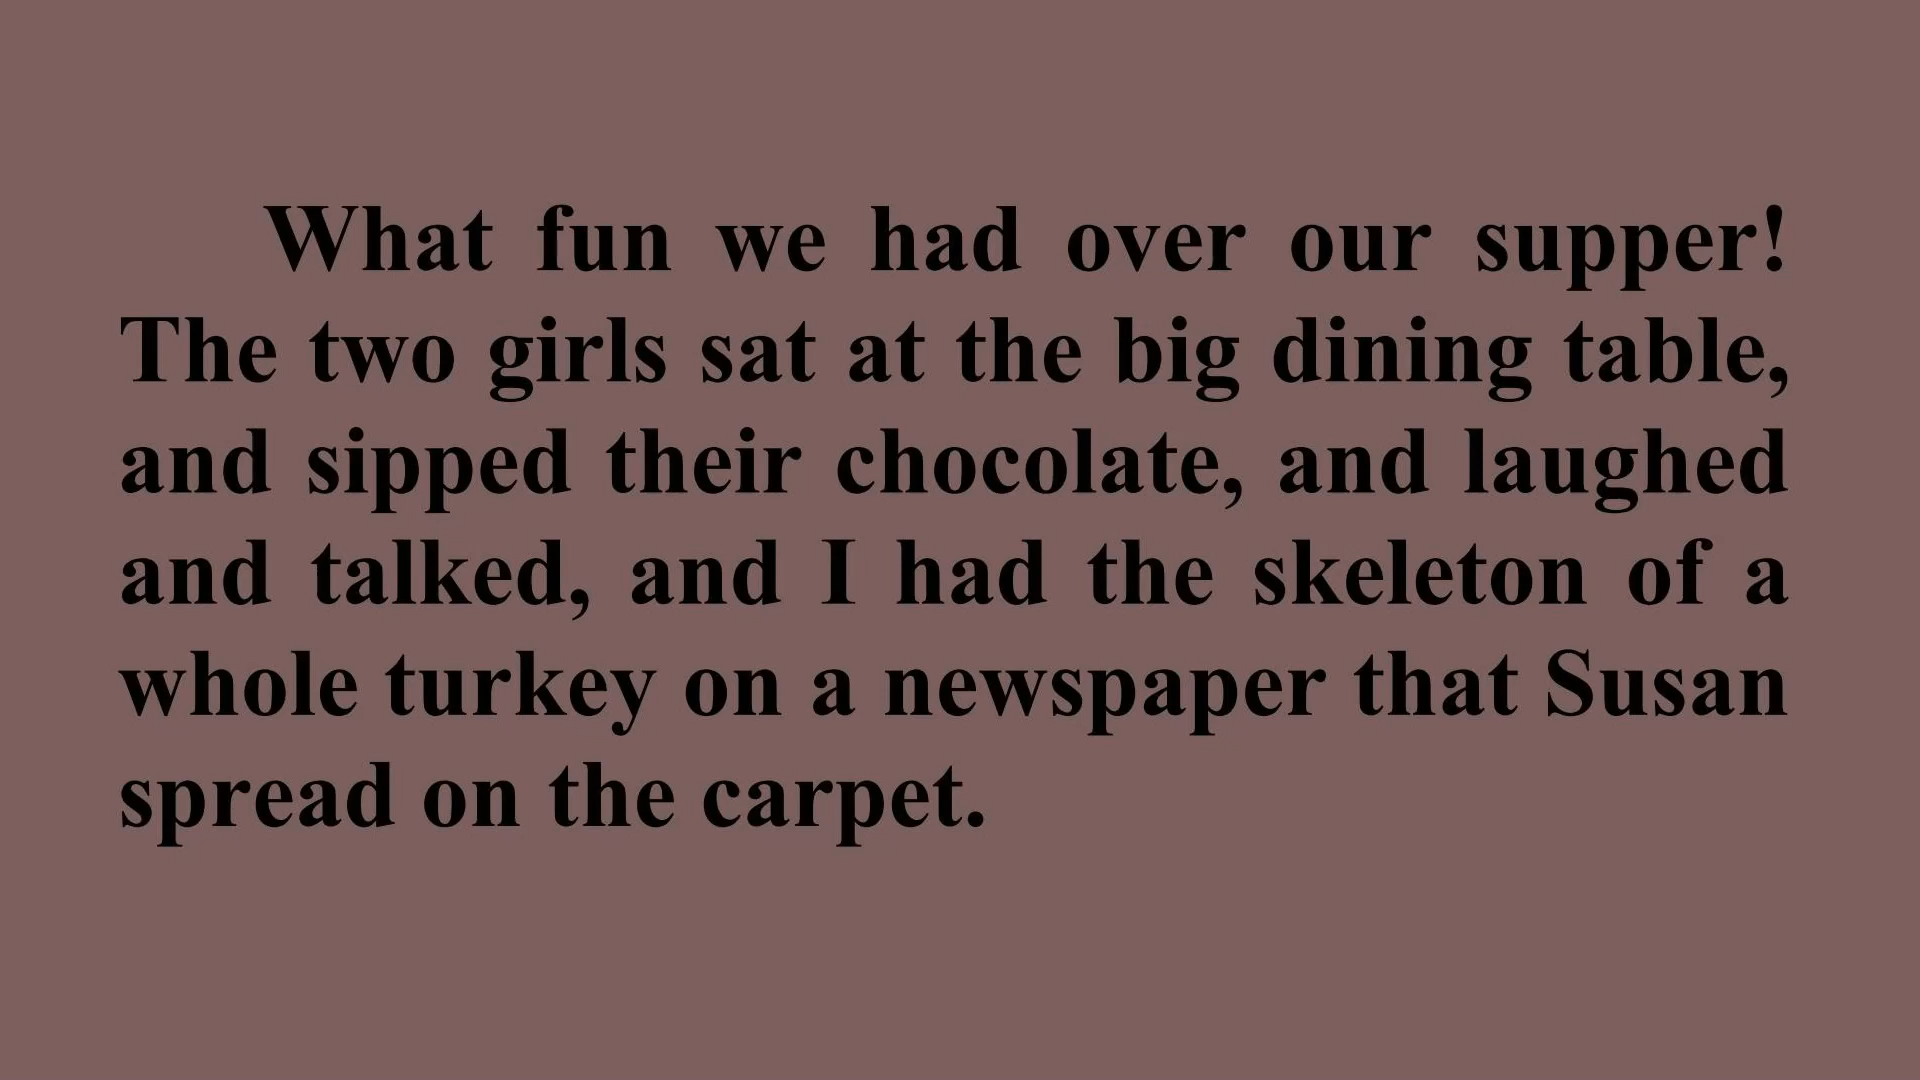 What fun we had over our supper!
The two girls sat at the big dining table,
and sipped their chocolate, and laughed
and talked, and I had the skeleton of a
whole turkey on a newspaper that Susan
spread on the carpet.